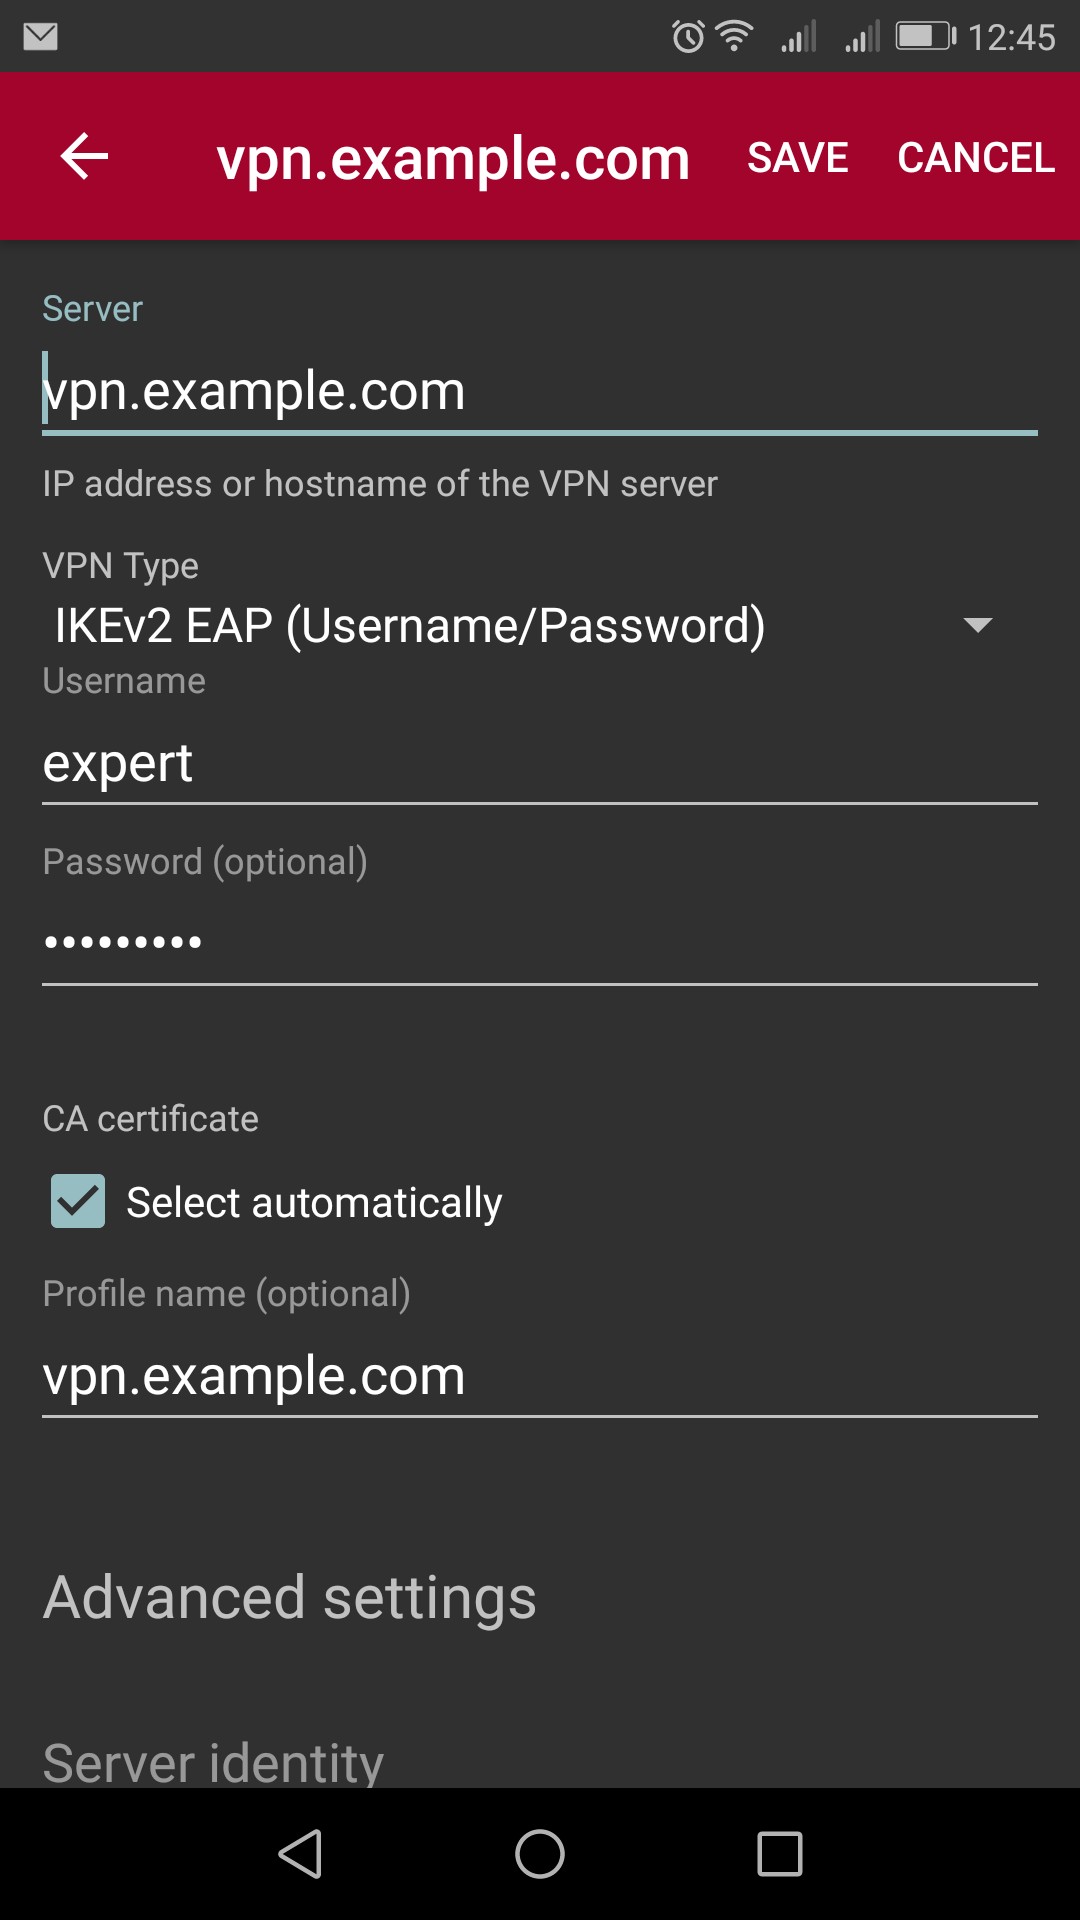 12:45
vpn.example.com SAVE CANCEL
Server
vpn.example.com
IP address or hostname of the VPN server
VPN Type
IKEv2 EAP (Username/Password)
Username
expert
Password (optional)
•••••••••
CA certificate
Select automatically
Profile name (optional)
vpn.example.com
Advanced settings
Server identity